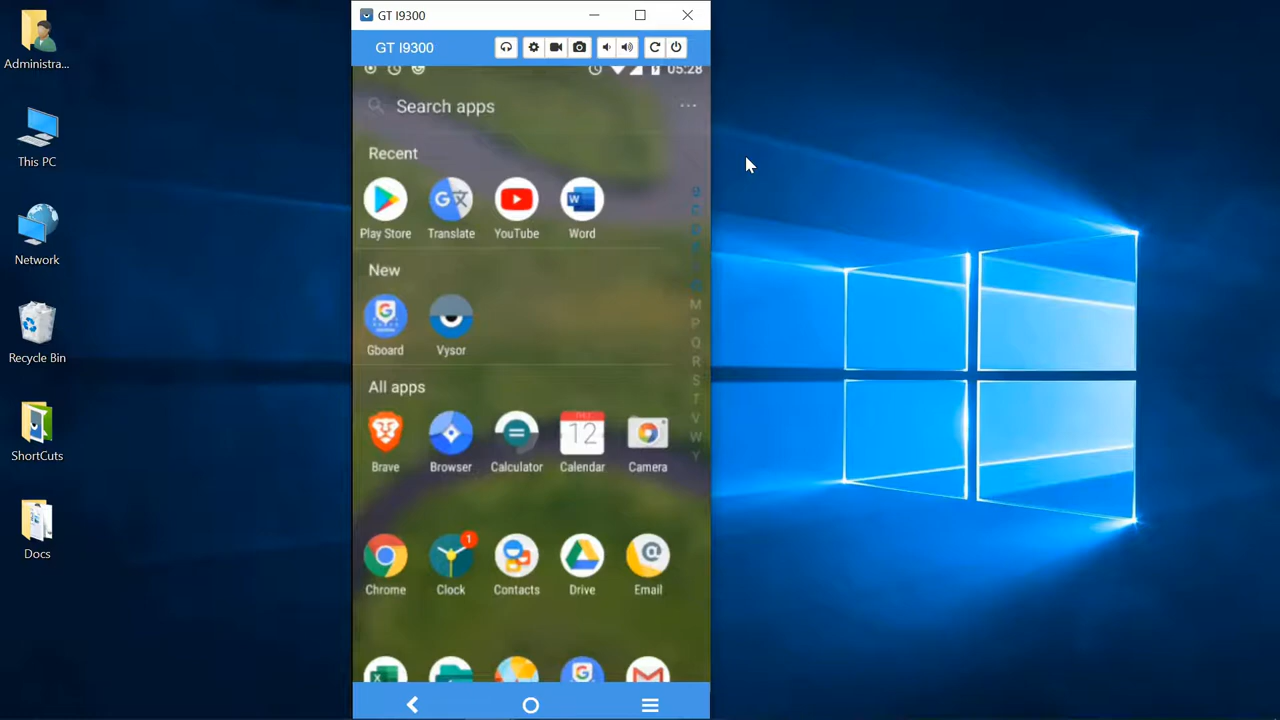 GT I9300
GT I9300
05:28
Search apps
Recent
Play Store Translate YouTube Word
New
Gboard Vysor
All apps
12
Brave Browser Calculator Calendar Camera
1
Chrome Clock Contacts Drive Email
M
P
Q
R
S
T
V
W
Y
Administra...
This PC
Network
Recycle Bin
ShortCuts
Docs